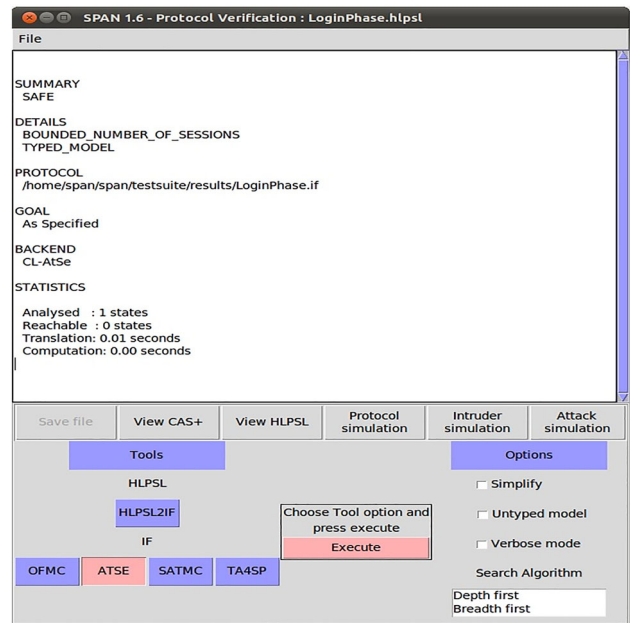 SPAN 1.6 - Protocol Verification : LoginPhase.hlpsl
File
SUMMARY
SAFE
DETAILS
BOUNDED_NUMBER_OF_SESSIONS
TYPED_MODEL
PROTOCOL
/home/span/span/testsuite/results/LoginPhase.if
GOAL
As Specified
BACKEND
CL-AtSe
STATISTICS
Analysed : 1 states
Reachable : 0 states
Translation: 0.01 seconds
Computation: 0.00 seconds
Save file
View CAS+
View HLPSL
Protocol
simulation
Intruder
simulation
Attack
simulation
Tools
HLPSL
HLPSL2IF
IF
OFMC
ATSE
SATMC
TA4SP
Choose Tool option and
press execute
Execute
Options
Simplify
Untyped model
Verbose mode
Search Algorithm
Depth first
Breadth first